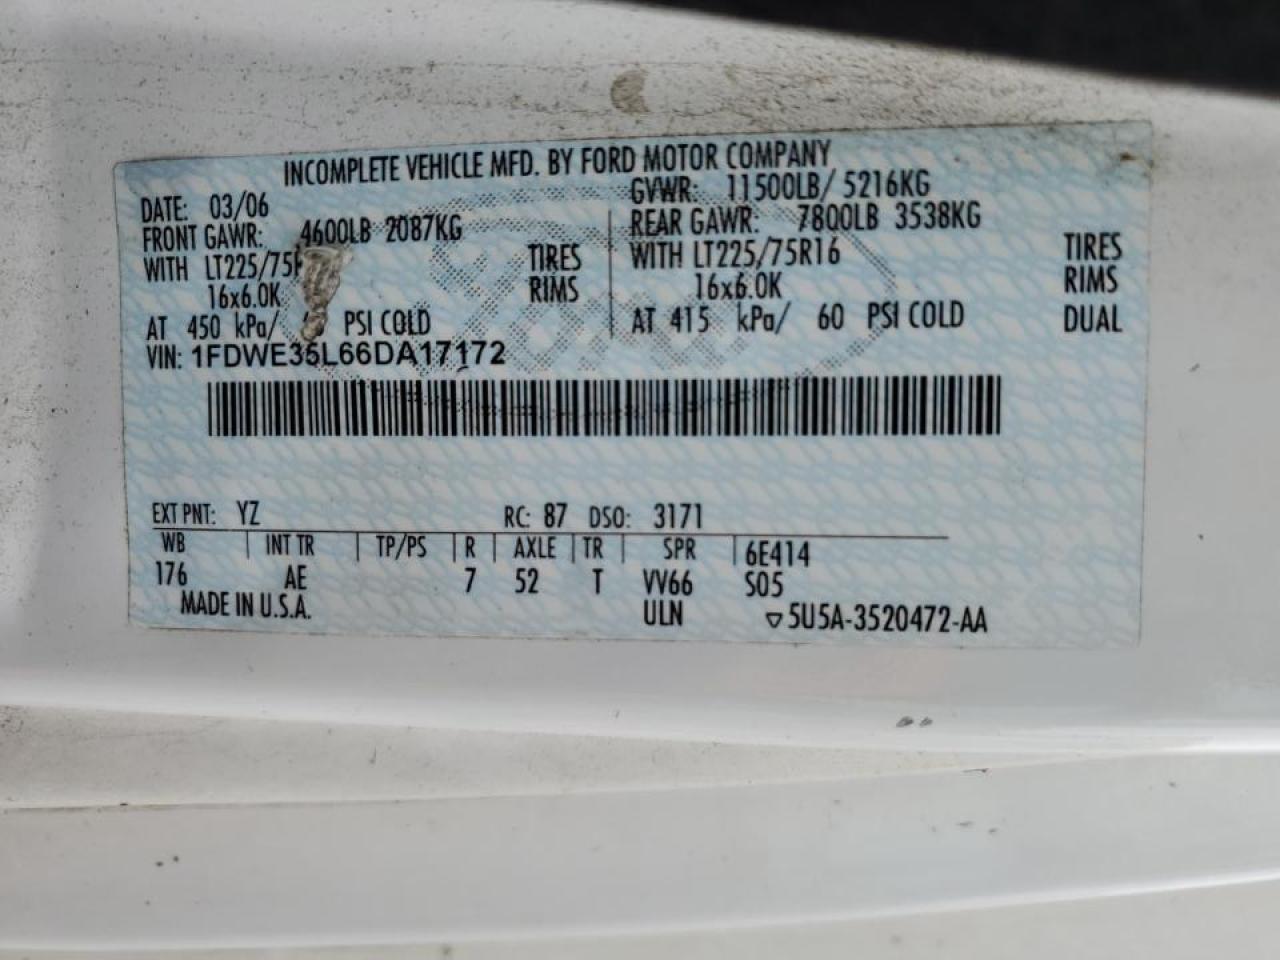 INCOMPLETE VEHICLE MFD. BY FORD MOTOR COMPANY
DATE: 03/06 GVWR: 11500LB/ 5216KG
FRONT GAWR: 4600LB 2087KG REAR GAWR: 7800LB 3538KG
WITH LT225/75R TIRES WITH LT225/75R16 TIRES
16x6.0K RIMS 16x6.0K RIMS
AT 450 kPa/ PSI COLD AT 415 kPa/ 60 PSI COLD DUAL
VIN: 1FDWE35L66DA17172
EXT PNT: YZ RC: 87 DSO: 3171
WB INT TR TP/PS R AXLE TR SPR 6E414
176 AE 7 52 T VV66 S05
MADE IN U.S.A. ULN ▽5U5A-3520472-AA